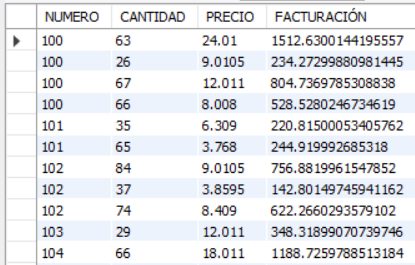 NUMERO CANTIDAD PRECIO FACTURACIÓN
100 63 24.01 1512.6300144195557
100 26 9.0105 234.27299880981445
100 67 12.011 804.7369785308838
100 66 8.008 528.5280246734619
101 35 6.309 220.81500053405762
101 65 3.768 244.919992685318
102 84 9.0105 756.8819961547852
102 37 3.8595 142.80149745941162
102 74 8.409 622.2660293579102
103 29 12.011 348.31899070739746
104 66 18.011 1188.7259788513184